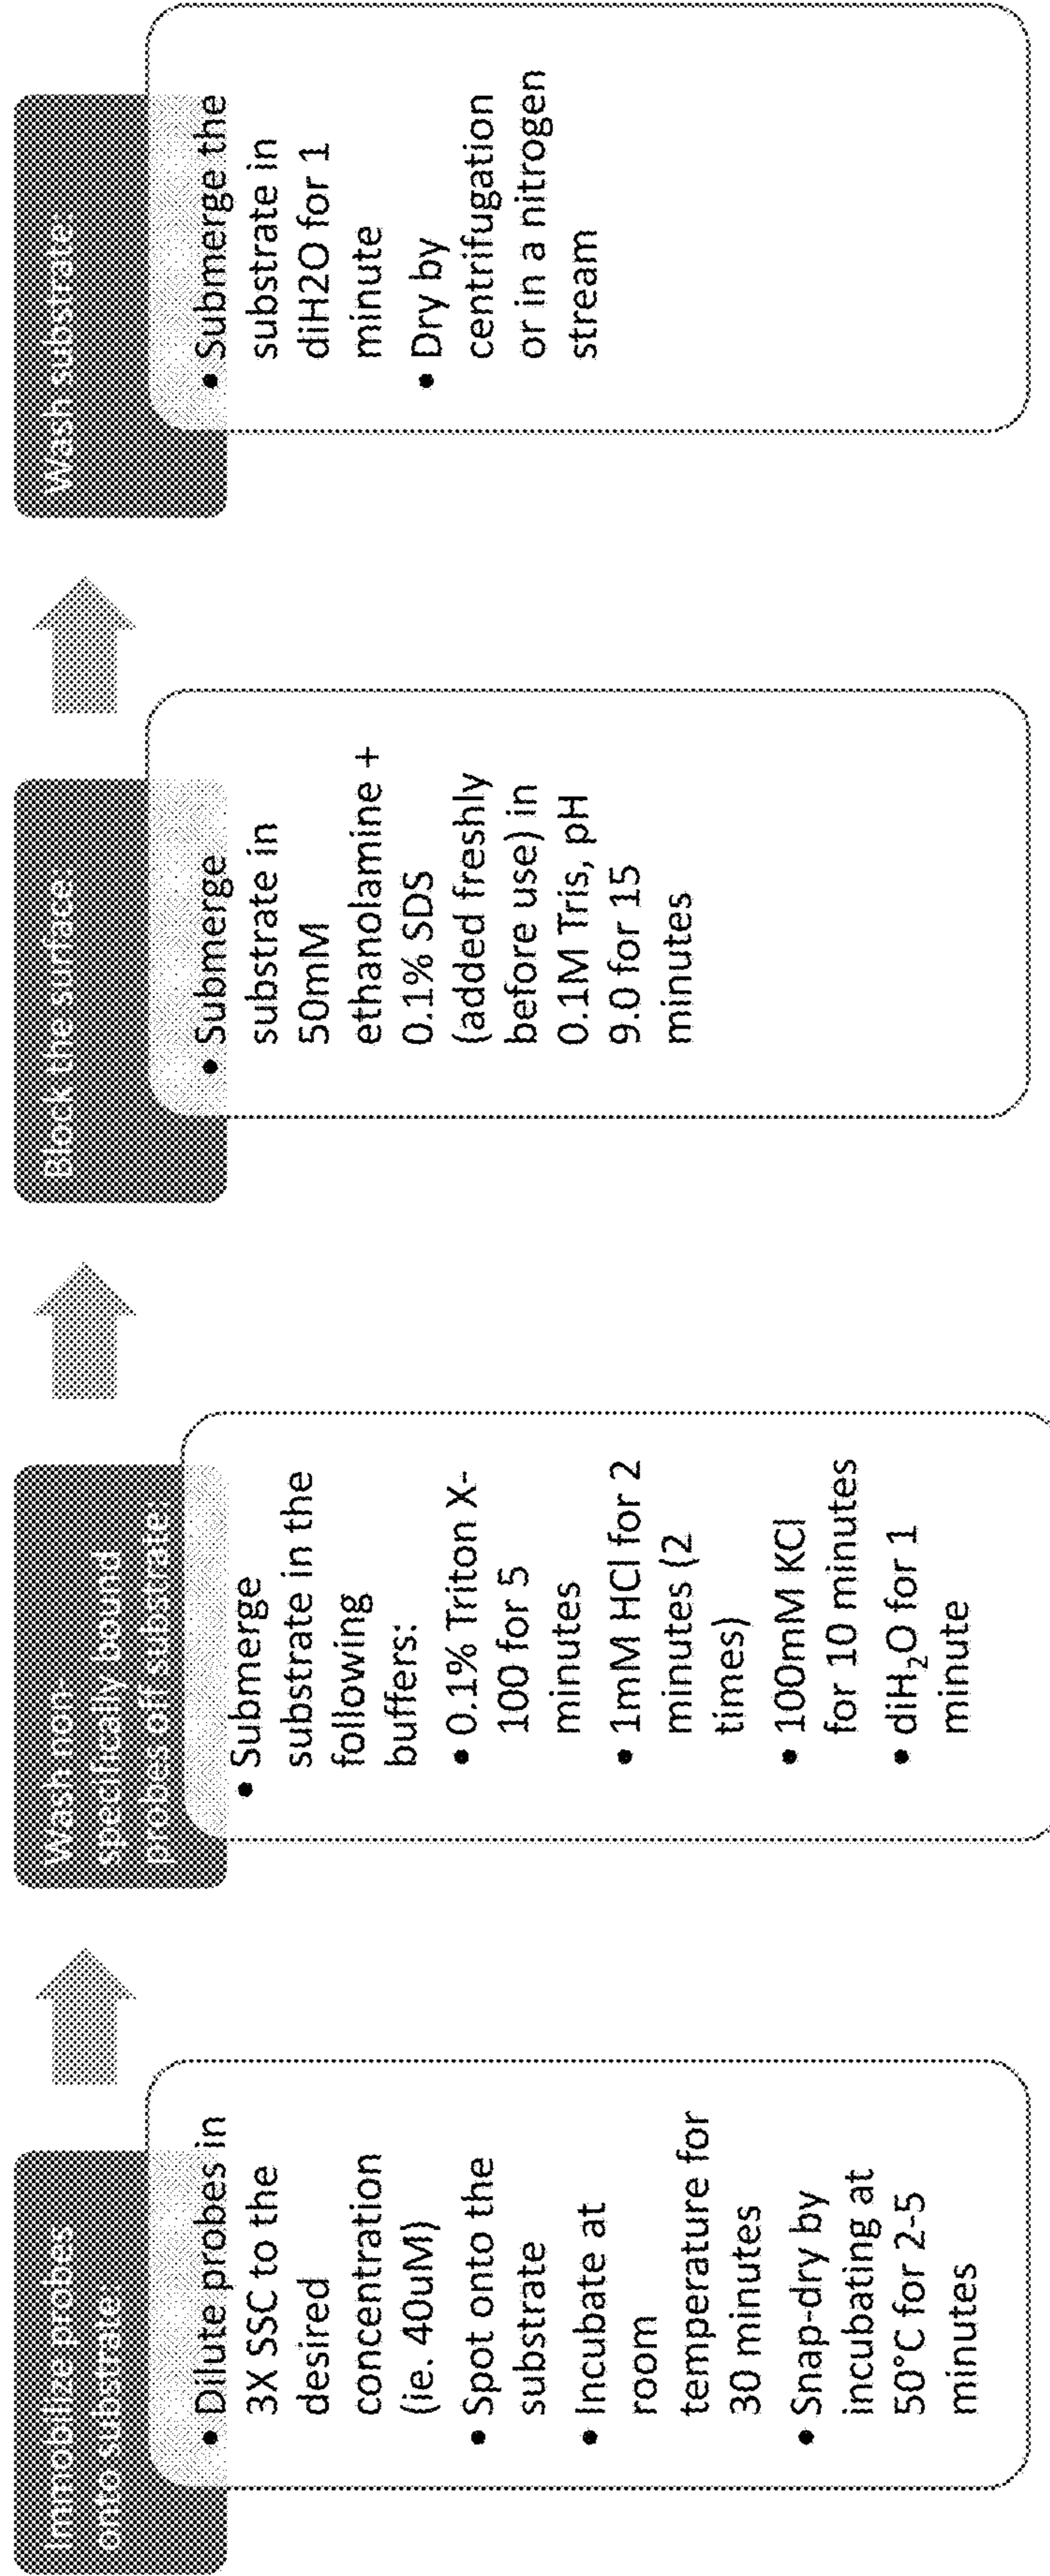 Immobilize probes
onto substrate:
• Dilute probes in
3X SSC to the
desired
concentration
(ie. 40uM)
• Spot onto the
substrate
• Incubate at
room
temperature for
30 minutes
• Snap-dry by
incubating at
50°C for 2-5
minutes
Wash non-
specifically bound
probes off substrate:
• Submerge
substrate in the
following
buffers:
• 0.1% Triton X-
100 for 5
minutes
• 1mM HCl for 2
minutes (2
times)
• 100mM KCl
for 10 minutes
• diH₂O for 1
minute
Block the surface:
• Submerge
substrate in
50mM
ethanolamine +
0.1% SDS
(added freshly
before use) in
0.1M Tris, pH
9.0 for 15
minutes
Wash substrate:
• Submerge the
substrate in
diH2O for 1
minute
• Dry by
centrifugation
or in a nitrogen
stream